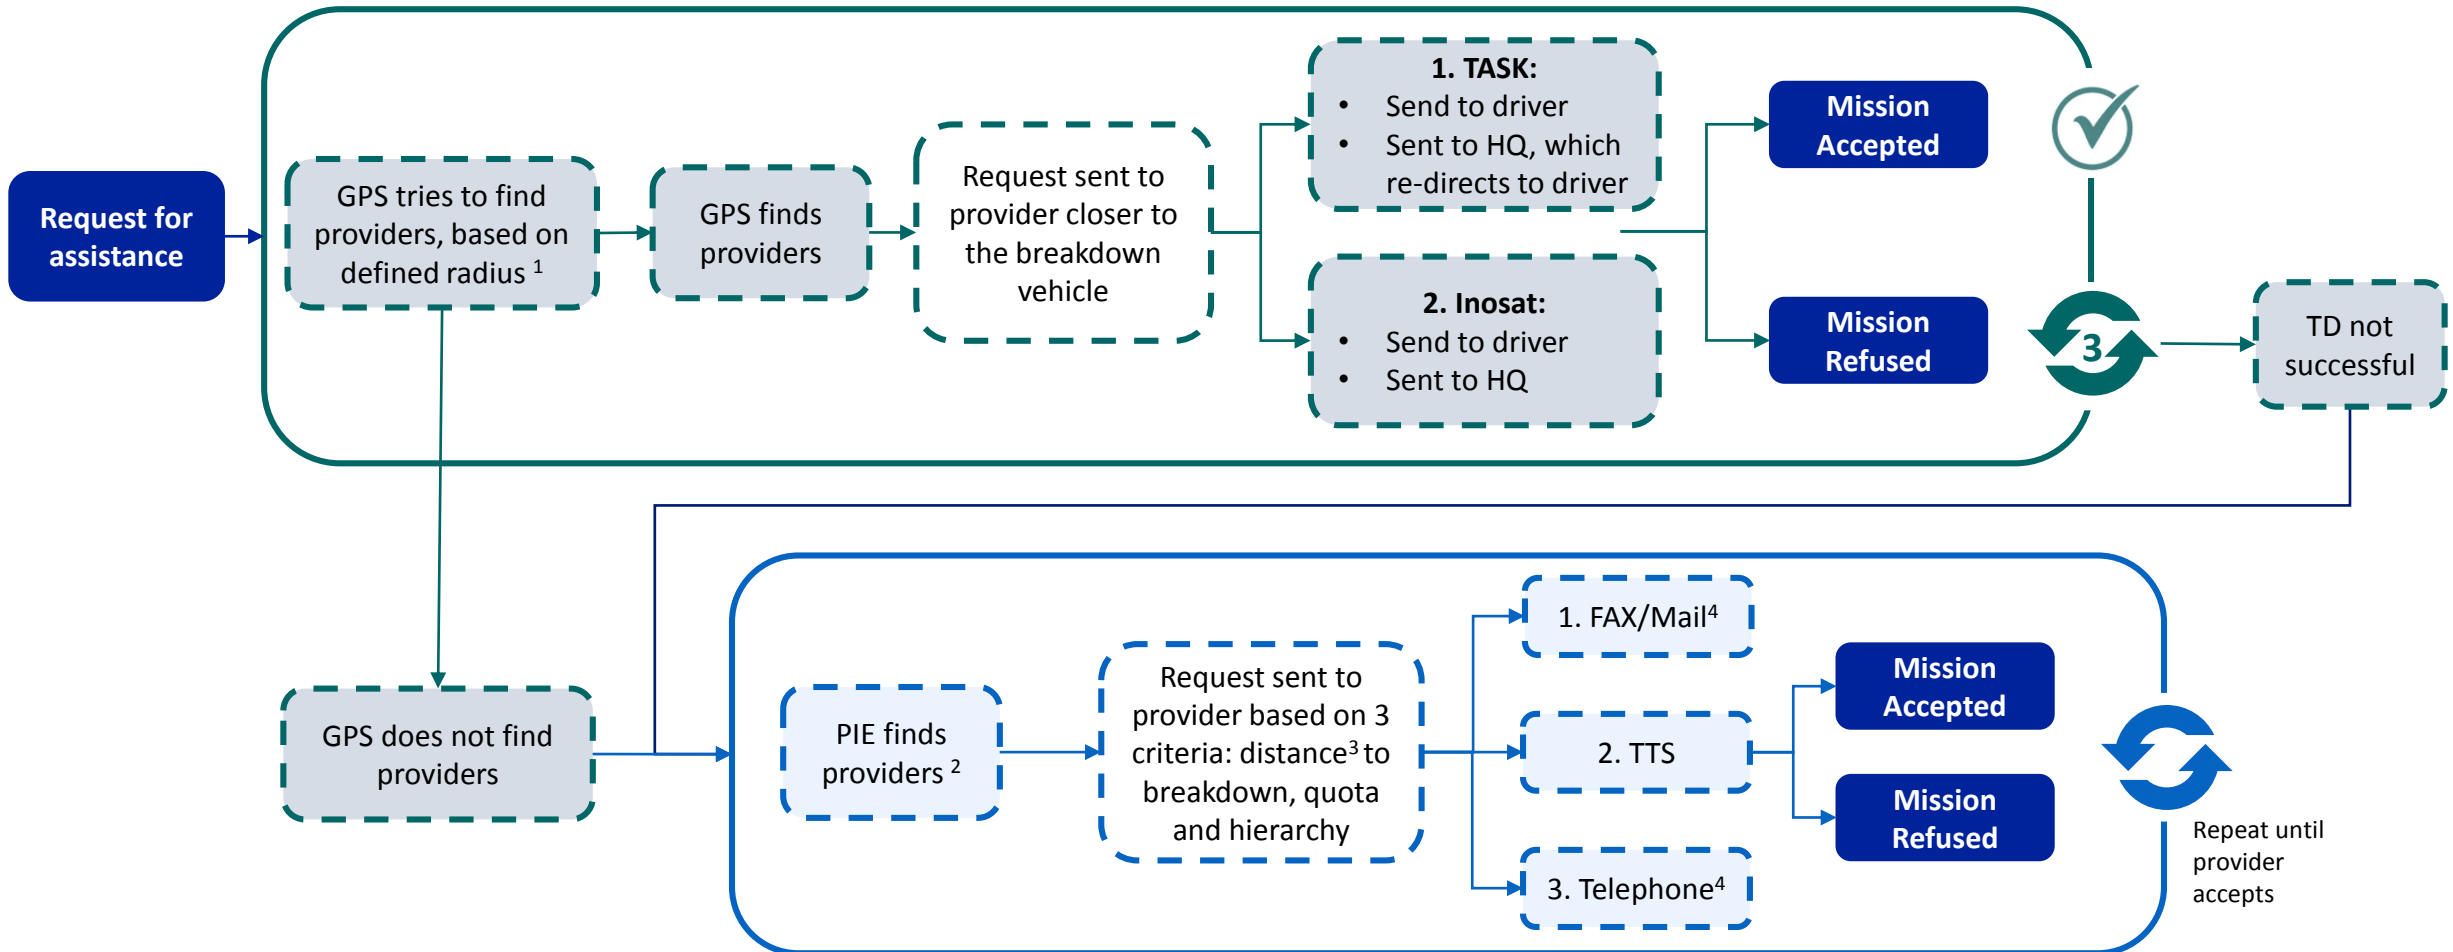 Request for
assistance
GPS tries to find
providers, based on
defined radius 1
GPS finds
providers
Request sent to
provider closer to
the breakdown
vehicle
1. TASK:
• Send to driver
• Sent to HQ, which
re-directs to driver
2. Inosat:
• Send to driver
• Sent to HQ
Mission
Accepted
Mission
Refused
3
TD not
successful
GPS does not find
providers
PIE finds
providers 2
Request sent to
provider based on 3
criteria: distance3 to
breakdown, quota
and hierarchy
1. FAX/Mail4
2. TTS
3. Telephone4
Mission
Accepted
Mission
Refused
Repeat until
provider
accepts